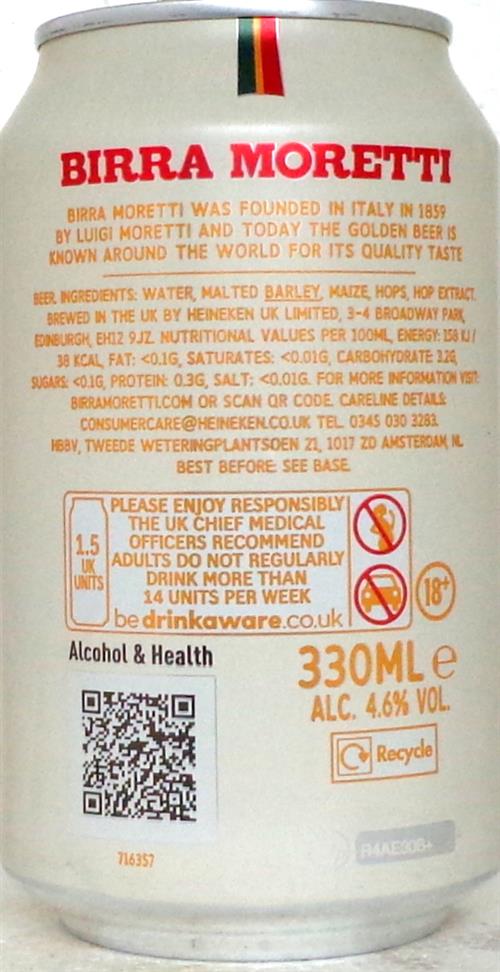 BIRRA MORETTI
BIRRA MORETTI WAS FOUNDED IN ITALY IN 1859
BY LUIGI MORETTI AND TODAY THE GOLDEN BEER IS
KNOWN AROUND THE WORLD FOR ITS QUALITY TASTE
BEER. INGREDIENTS: WATER, MALTED BARLEY, MAIZE, HOPS, HOP EXTRACT.
BREWED IN THE UK BY HEINEKEN UK LIMITED, 3-4 BROADWAY PARK,
EDINBURGH, EH12 9JZ. NUTRITIONAL VALUES PER 100ML, ENERGY: 158 KJ /
38 KCAL, FAT: <0.1G, SATURATES: <0.01G, CARBOHYDRATE: 3.2G,
SUGARS: <0.1G, PROTEIN: 0.3G, SALT: <0.01G. FOR MORE INFORMATION VISIT:
BIRRAMORETTI.COM OR SCAN QR CODE. CARELINE DETAILS:
CONSUMERCARE@HEINEKEN.CO.UK TEL. 0345 030 3283.
HBBV, TWEEDE WETERINGPLANTSOEN 21, 1017 ZD AMSTERDAM, NL
BEST BEFORE: SEE BASE.
1.5
UK
UNITS
PLEASE ENJOY RESPONSIBLY
THE UK CHIEF MEDICAL
OFFICERS RECOMMEND
ADULTS DO NOT REGULARLY
DRINK MORE THAN
14 UNITS PER WEEK
be drinkaware.co.uk
18+
Alcohol & Health
330ML e
ALC. 4.6% VOL.
Recycle
716357